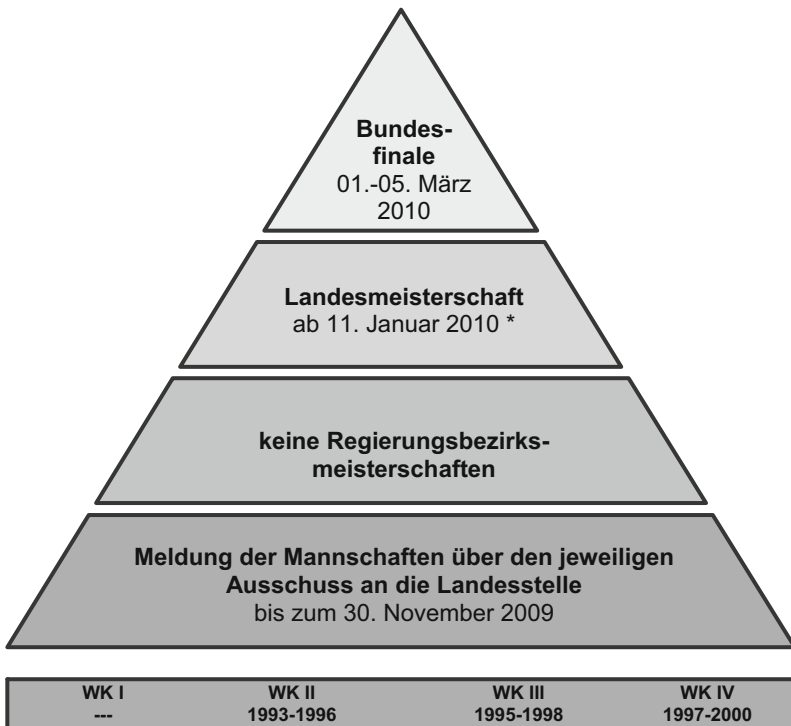 Bundes-
finale
01.-05. März
2010
Landesmeisterschaft
ab 11. Januar 2010 *
keine Regierungsbezirks-
meisterschaften
Meldung der Mannschaften über den jeweiligen
Ausschuss an die Landesstelle
bis zum 30. November 2009
WK I WK II WK III WK IV
--- 1993-1996 1995-1998 1997-2000